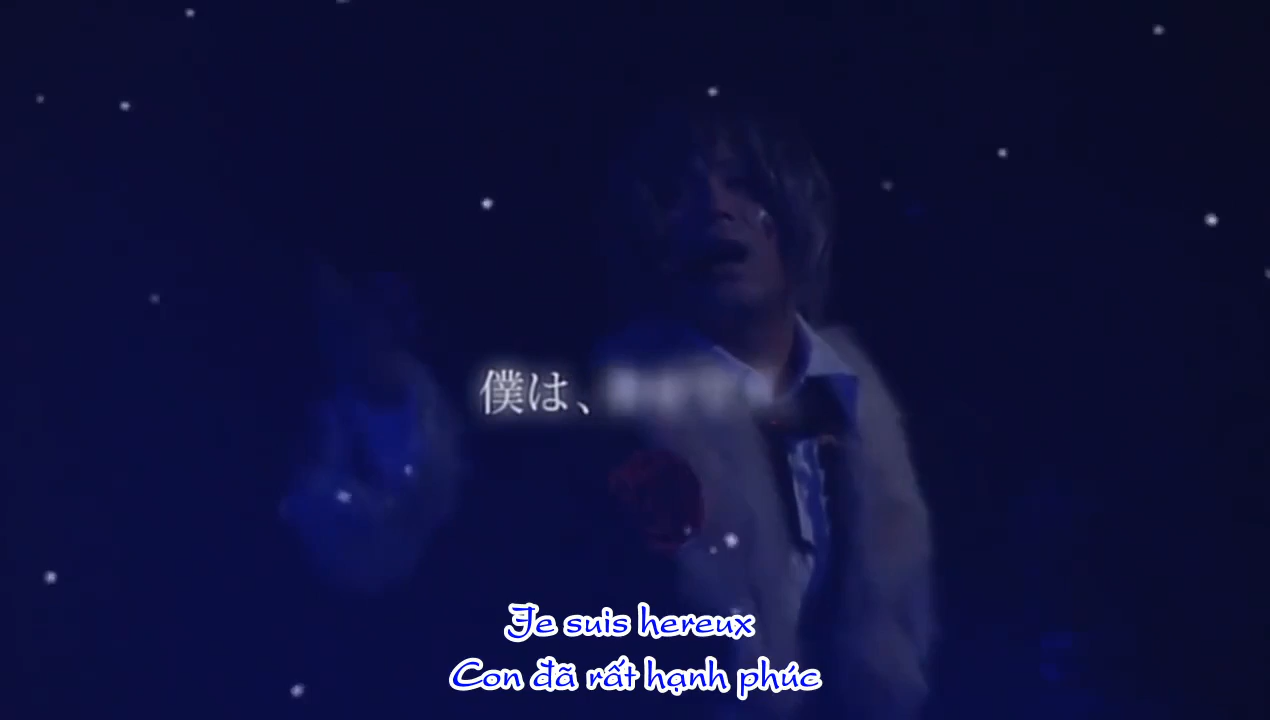 僕は、
Je suis hereux
Con đã rất hạnh phúc